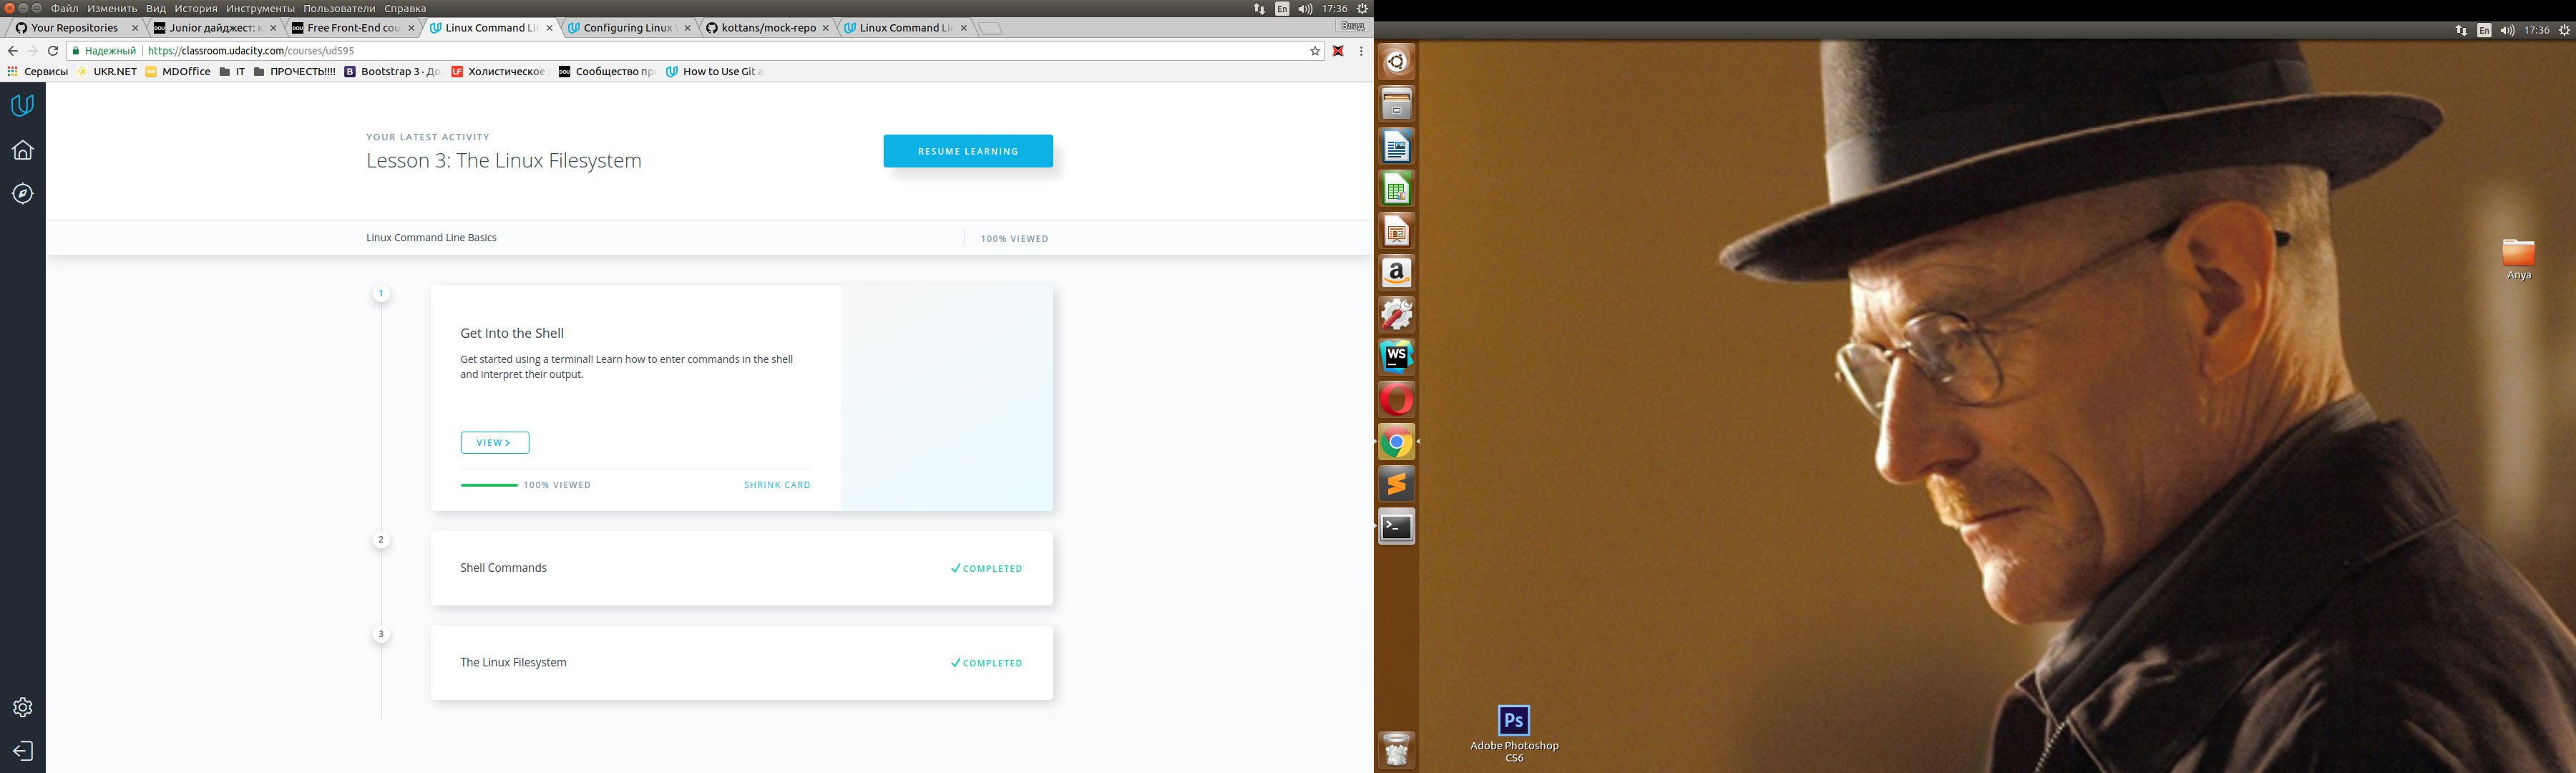 Файл Изменить Вид История Инструменты Пользователи Справка
En 17:36
Your Repositories
Junior дайджест: к
Free Front-End cou
Linux Command Li
Configuring Linux
kottans/mock-repo
Linux Command Li
Влад
Надежный https://classroom.udacity.com/courses/ud595
Сервисы UKR.NET MDOffice IT ПРОЧЕСТЬ!!!! Bootstrap 3 · До Холистическое Сообщество пр How to Use Git a
YOUR LATEST ACTIVITY
Lesson 3: The Linux Filesystem
RESUME LEARNING
Linux Command Line Basics
100% VIEWED
1
Get Into the Shell
Get started using a terminal! Learn how to enter commands in the shell
and interpret their output.
VIEW
100% VIEWED
SHRINK CARD
2
Shell Commands
COMPLETED
3
The Linux Filesystem
COMPLETED
En 17:36
WS
Anya
Ps
Adobe Photoshop
CS6